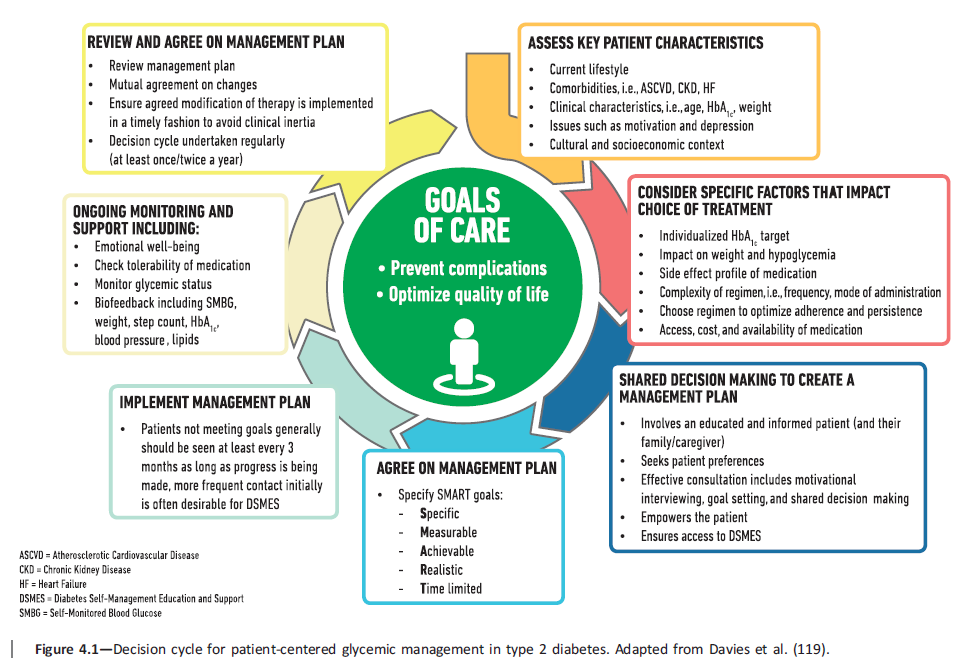 REVIEW AND AGREE ON MANAGEMENT PLAN
• Review management plan
• Mutual agreement on changes
• Ensure agreed modification of therapy is implemented
in a timely fashion to avoid clinical inertia
• Decision cycle undertaken regularly
(at least once/twice a year)
ASSESS KEY PATIENT CHARACTERISTICS
• Current lifestyle
• Comorbidities, i.e., ASCVD, CKD, HF
• Clinical characteristics, i.e., age, HbA1c, weight
• Issues such as motivation and depression
• Cultural and socioeconomic context
CONSIDER SPECIFIC FACTORS THAT IMPACT
CHOICE OF TREATMENT
• Individualized HbA1c target
• Impact on weight and hypoglycemia
• Side effect profile of medication
• Complexity of regimen, i.e., frequency, mode of administration
• Choose regimen to optimize adherence and persistence
• Access, cost, and availability of medication
SHARED DECISION MAKING TO CREATE A
MANAGEMENT PLAN
• Involves an educated and informed patient (and their
family/caregiver)
• Seeks patient preferences
• Effective consultation includes motivational
interviewing, goal setting, and shared decision making
• Empowers the patient
• Ensures access to DSMES
AGREE ON MANAGEMENT PLAN
• Specify SMART goals:
- Specific
- Measurable
- Achievable
- Realistic
- Time limited
IMPLEMENT MANAGEMENT PLAN
• Patients not meeting goals generally
should be seen at least every 3
months as long as progress is being
made, more frequent contact initially
is often desirable for DSMES
ONGOING MONITORING AND
SUPPORT INCLUDING:
• Emotional well-being
• Check tolerability of medication
• Monitor glycemic status
• Biofeedback including SMBG,
weight, step count, HbA1c,
blood pressure, lipids
GOALS
OF CARE
• Prevent complications
• Optimize quality of life
ASCVD = Atherosclerotic Cardiovascular Disease
CKD = Chronic Kidney Disease
HF = Heart Failure
DSMES = Diabetes Self-Management Education and Support
SMBG = Self-Monitored Blood Glucose
Figure 4.1—Decision cycle for patient-centered glycemic management in type 2 diabetes. Adapted from Davies et al. (119).